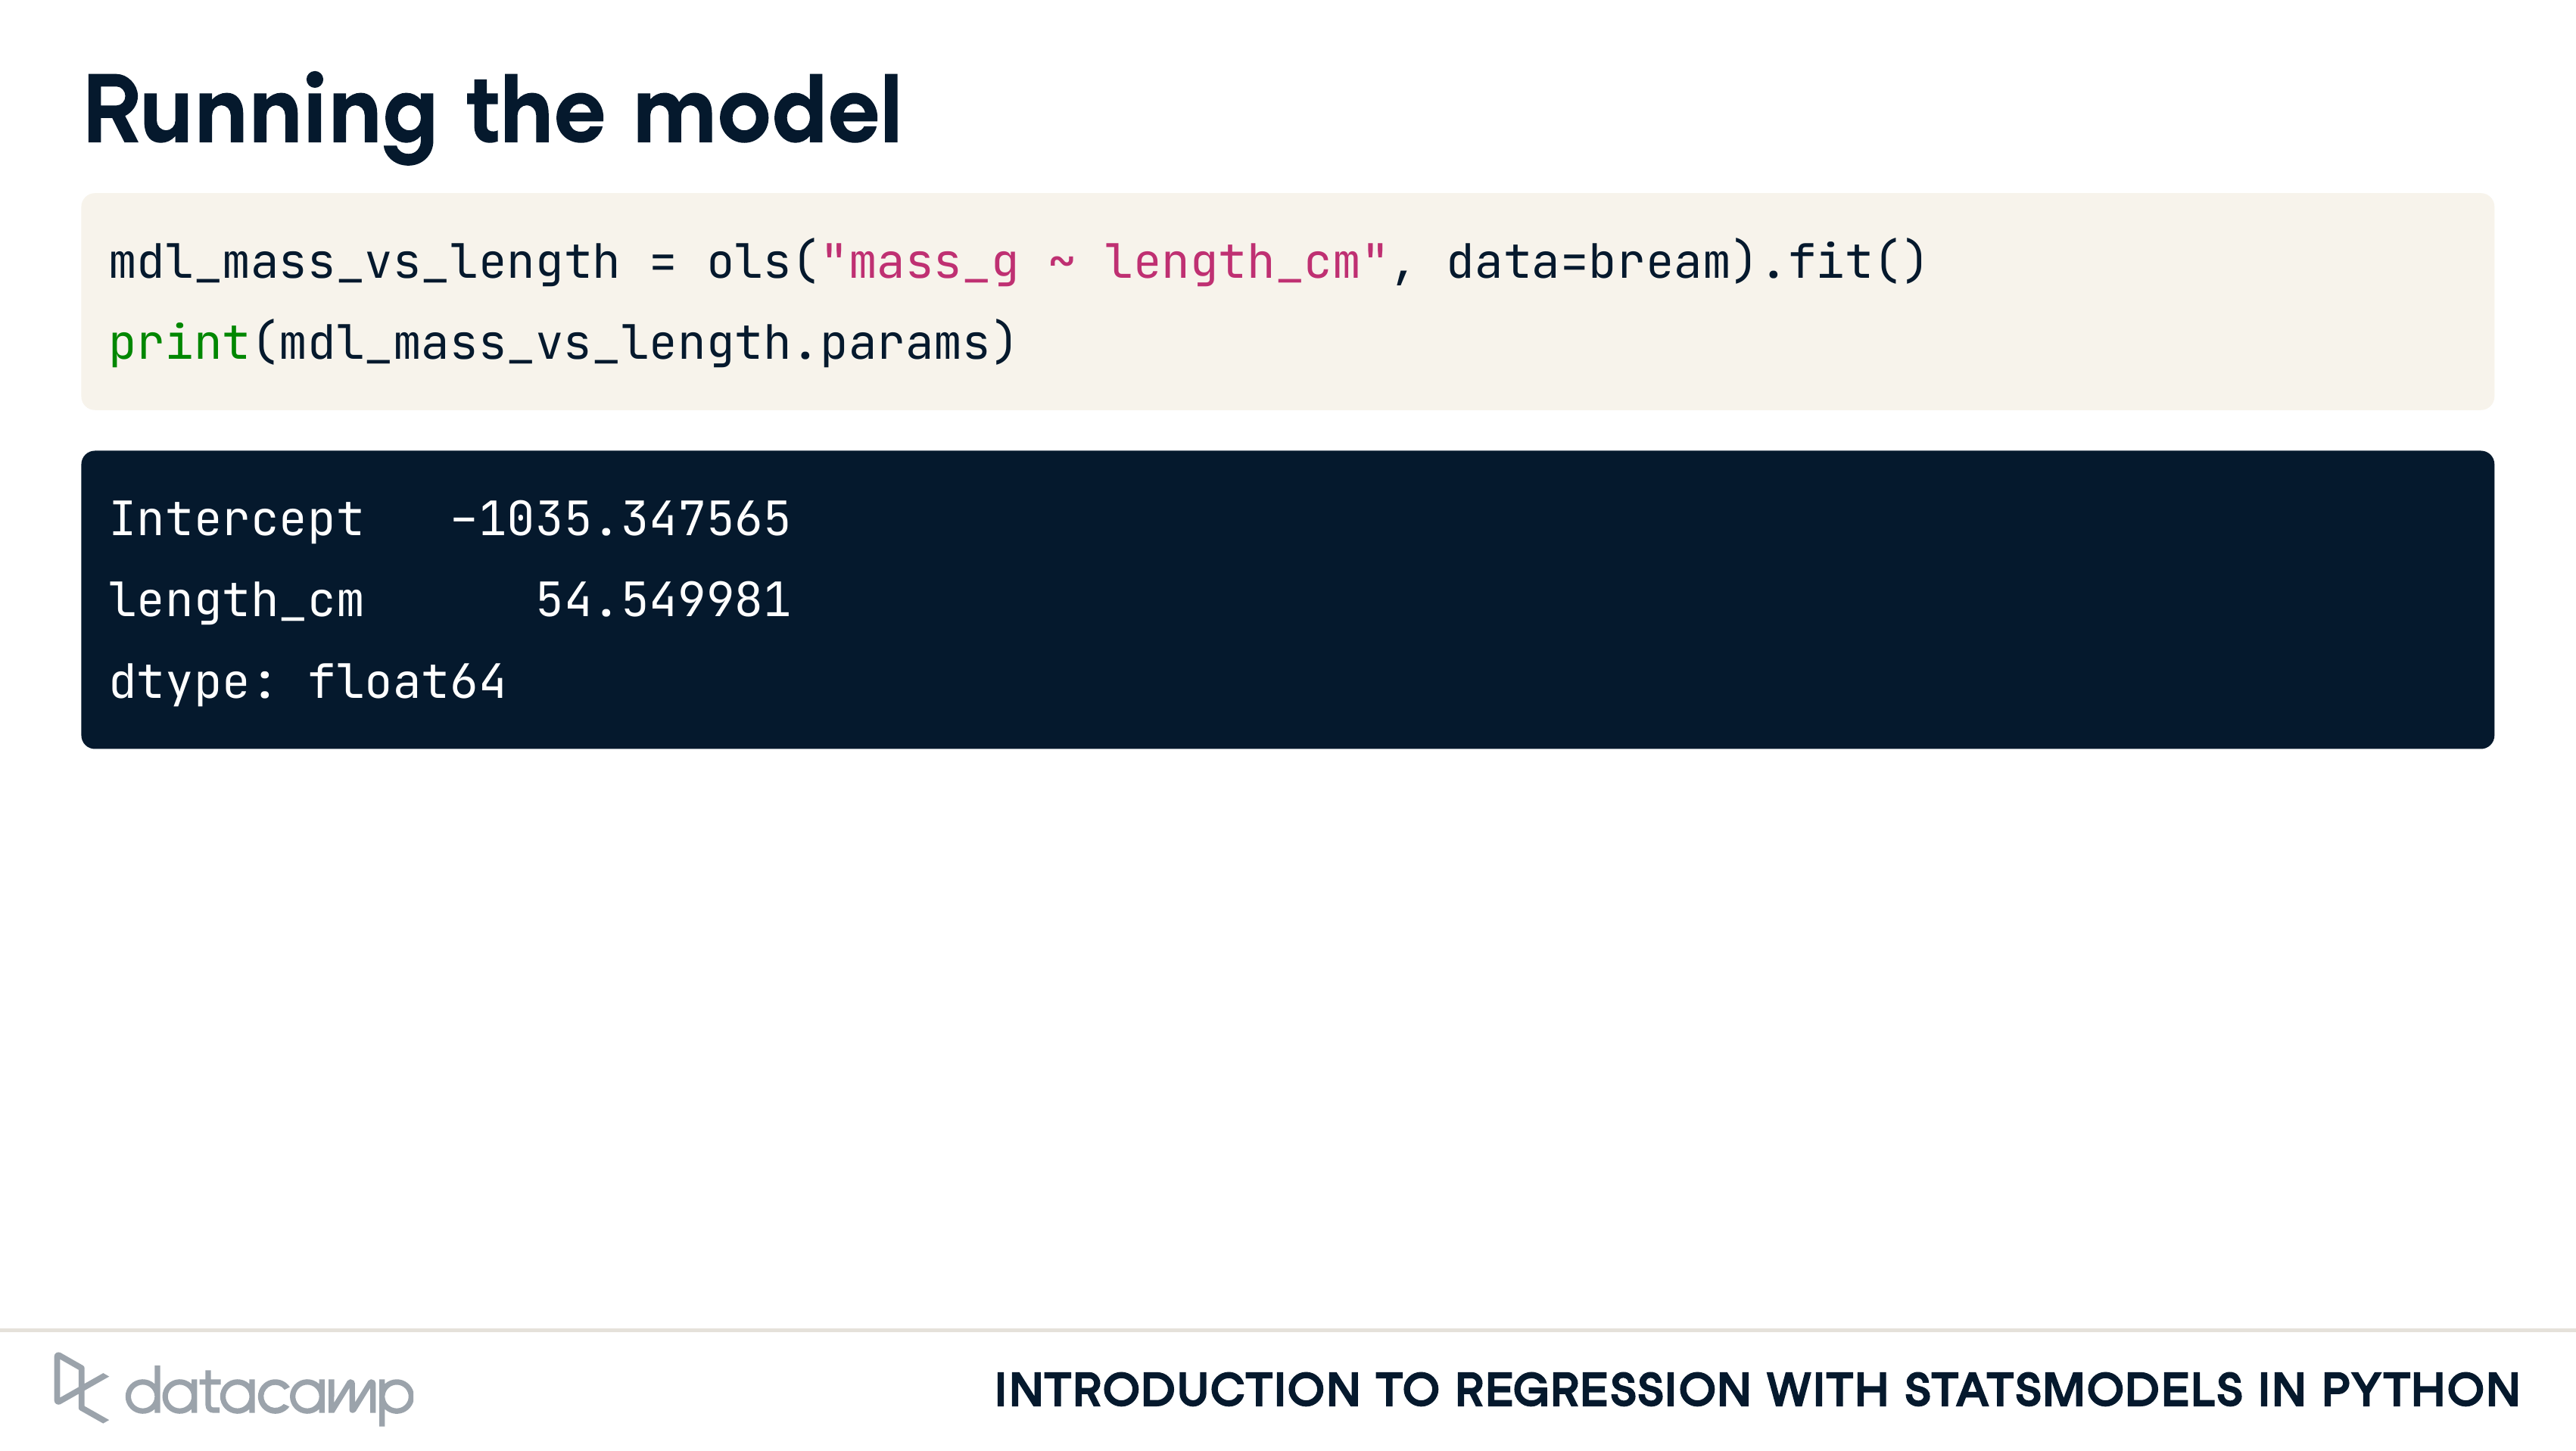 Running the model
mdl_mass_vs_length = ols("mass_g ~ length_cm", data=bream).fit()
print(mdl_mass_vs_length.params)
Intercept   -1035.347565
length_cm      54.549981
dtype: float64
datacamp
INTRODUCTION TO REGRESSION WITH STATSMODELS IN PYTHON